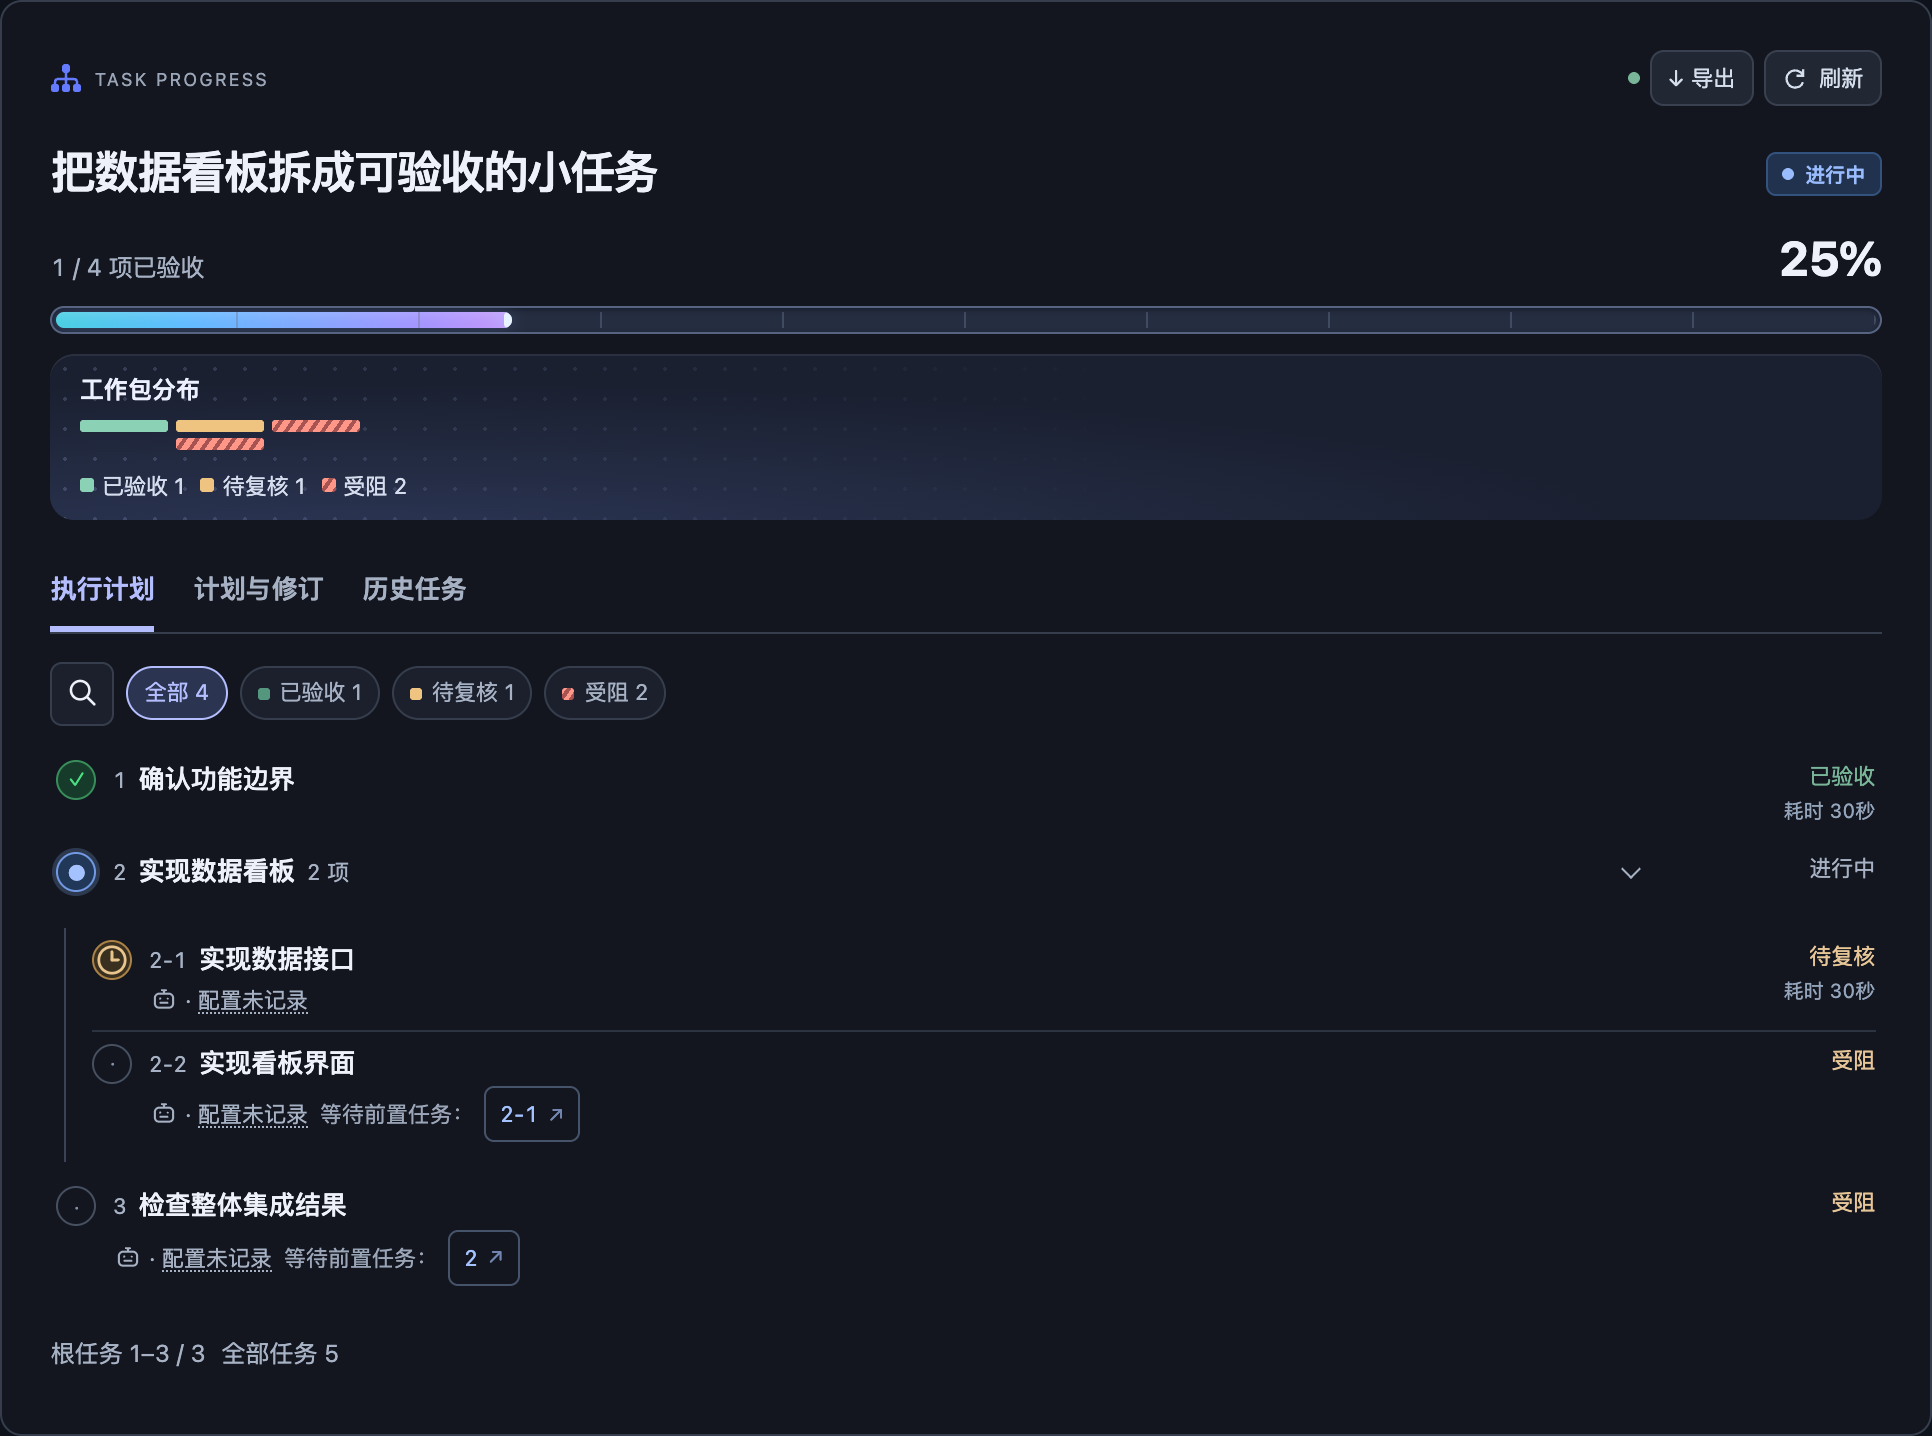 TASK PROGRESS
↓ 导出
刷新
把数据看板拆成可验收的小任务
进行中
1 / 4 项已验收
25%
工作包分布
已验收 1 待复核 1 受阻 2
执行计划 计划与修订 历史任务
全部 4 已验收 1 待复核 1 受阻 2
1 确认功能边界
已验收
耗时 30秒
2 实现数据看板 2 项
进行中
2-1 实现数据接口
待复核
· 配置未记录
耗时 30秒
2-2 实现看板界面
受阻
· 配置未记录 等待前置任务： 2-1 ↗
3 检查整体集成结果
受阻
· 配置未记录 等待前置任务： 2 ↗
根任务 1–3 / 3 全部任务 5